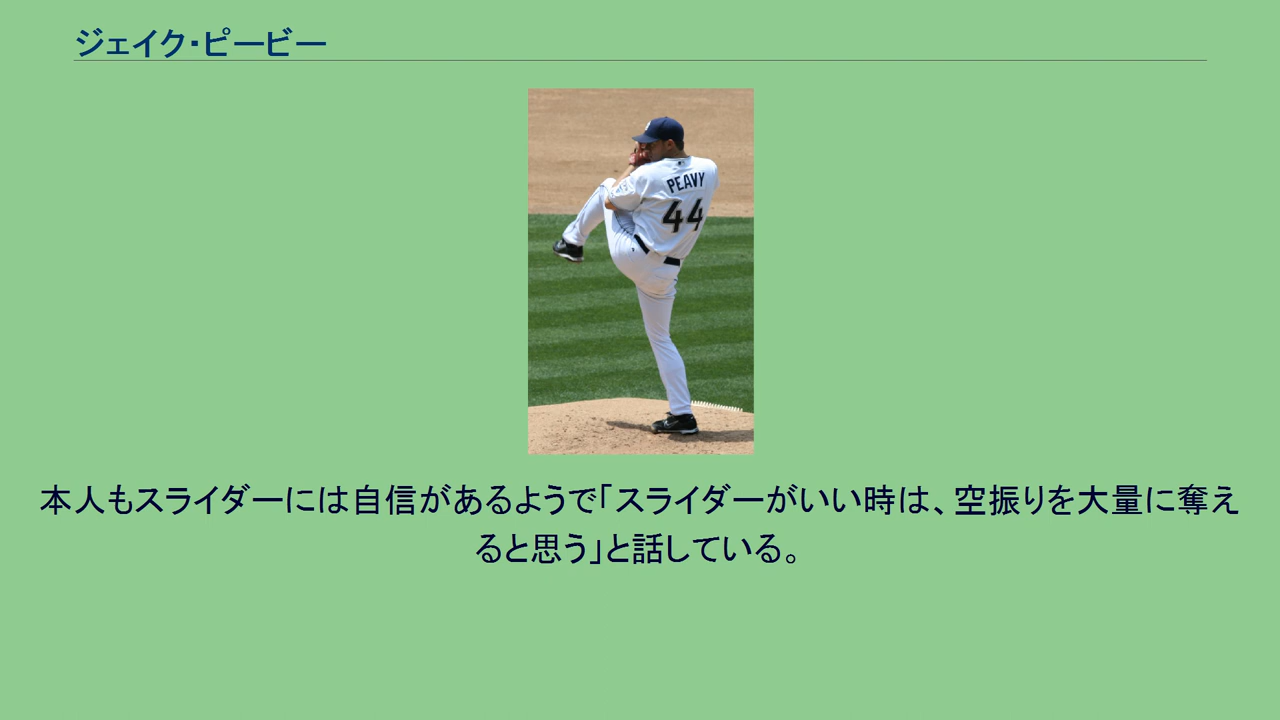 ジェイク・ピービー
PEAVY
44
本人もスライダーには自信があるようで「スライダーがいい時は、空振りを大量に奪え
ると思う」と話している。